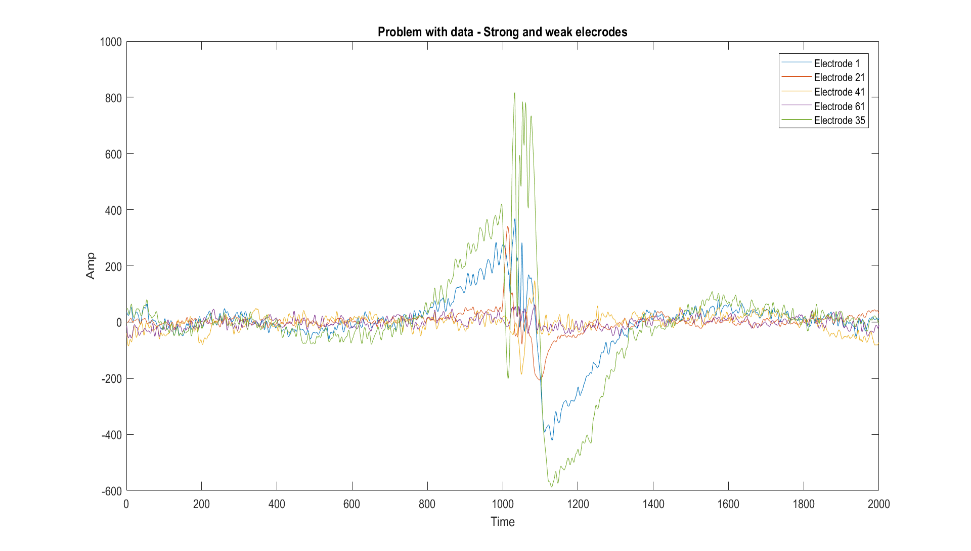 Problem with data - Strong and weak elecrodes
1000
800
600
400
200
0
-200
-400
-600
Amp
0 200 400 600 800 1000 1200 1400 1600 1800 2000
Time
Electrode 1
Electrode 21
Electrode 41
Electrode 61
Electrode 35